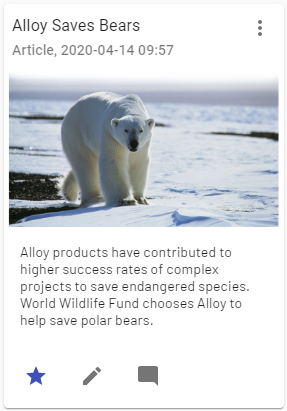 Alloy Saves Bears
Article, 2020-04-14 09:57
Alloy products have contributed to
higher success rates of complex
projects to save endangered species.
World Wildlife Fund chooses Alloy to
help save polar bears.